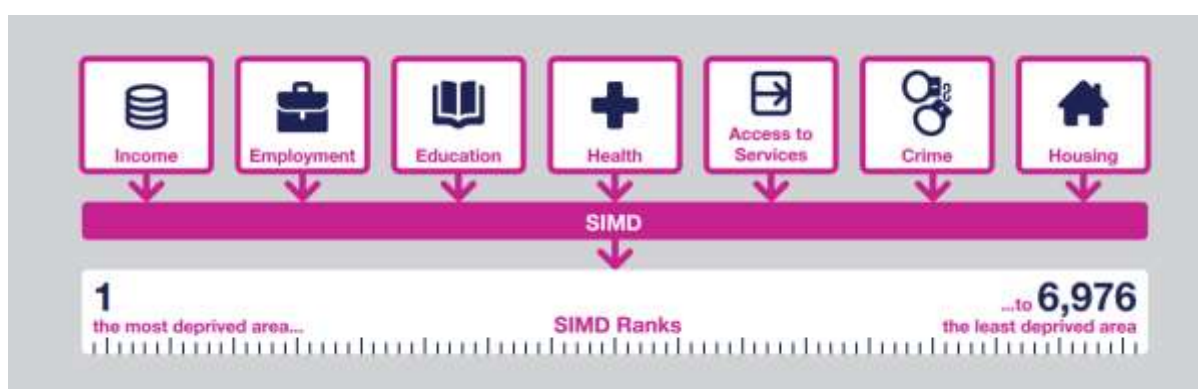 Income
Employment
Education
Health
Access to
Services
Crime
Housing
SIMD
1
the most deprived area...
SIMD Ranks
...to 6,976
the least deprived area